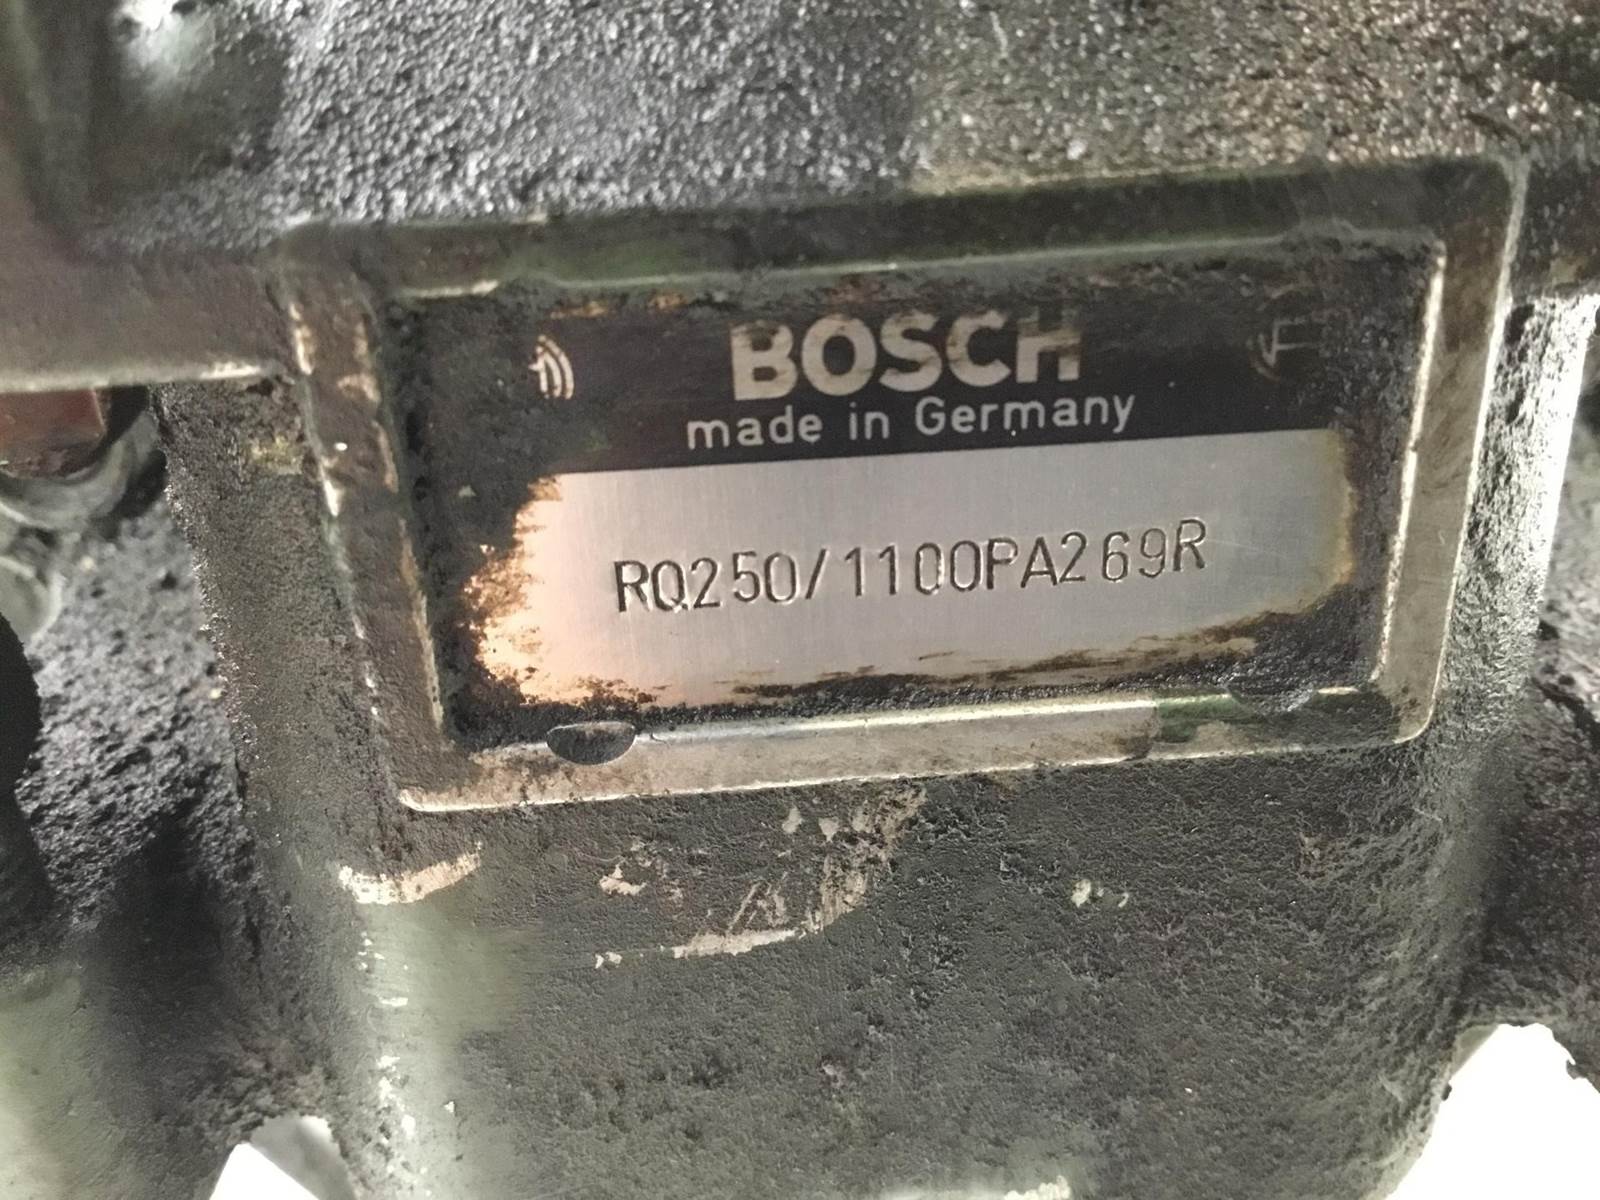 BOSCH
made in Germany
RQ250/1100PA269R